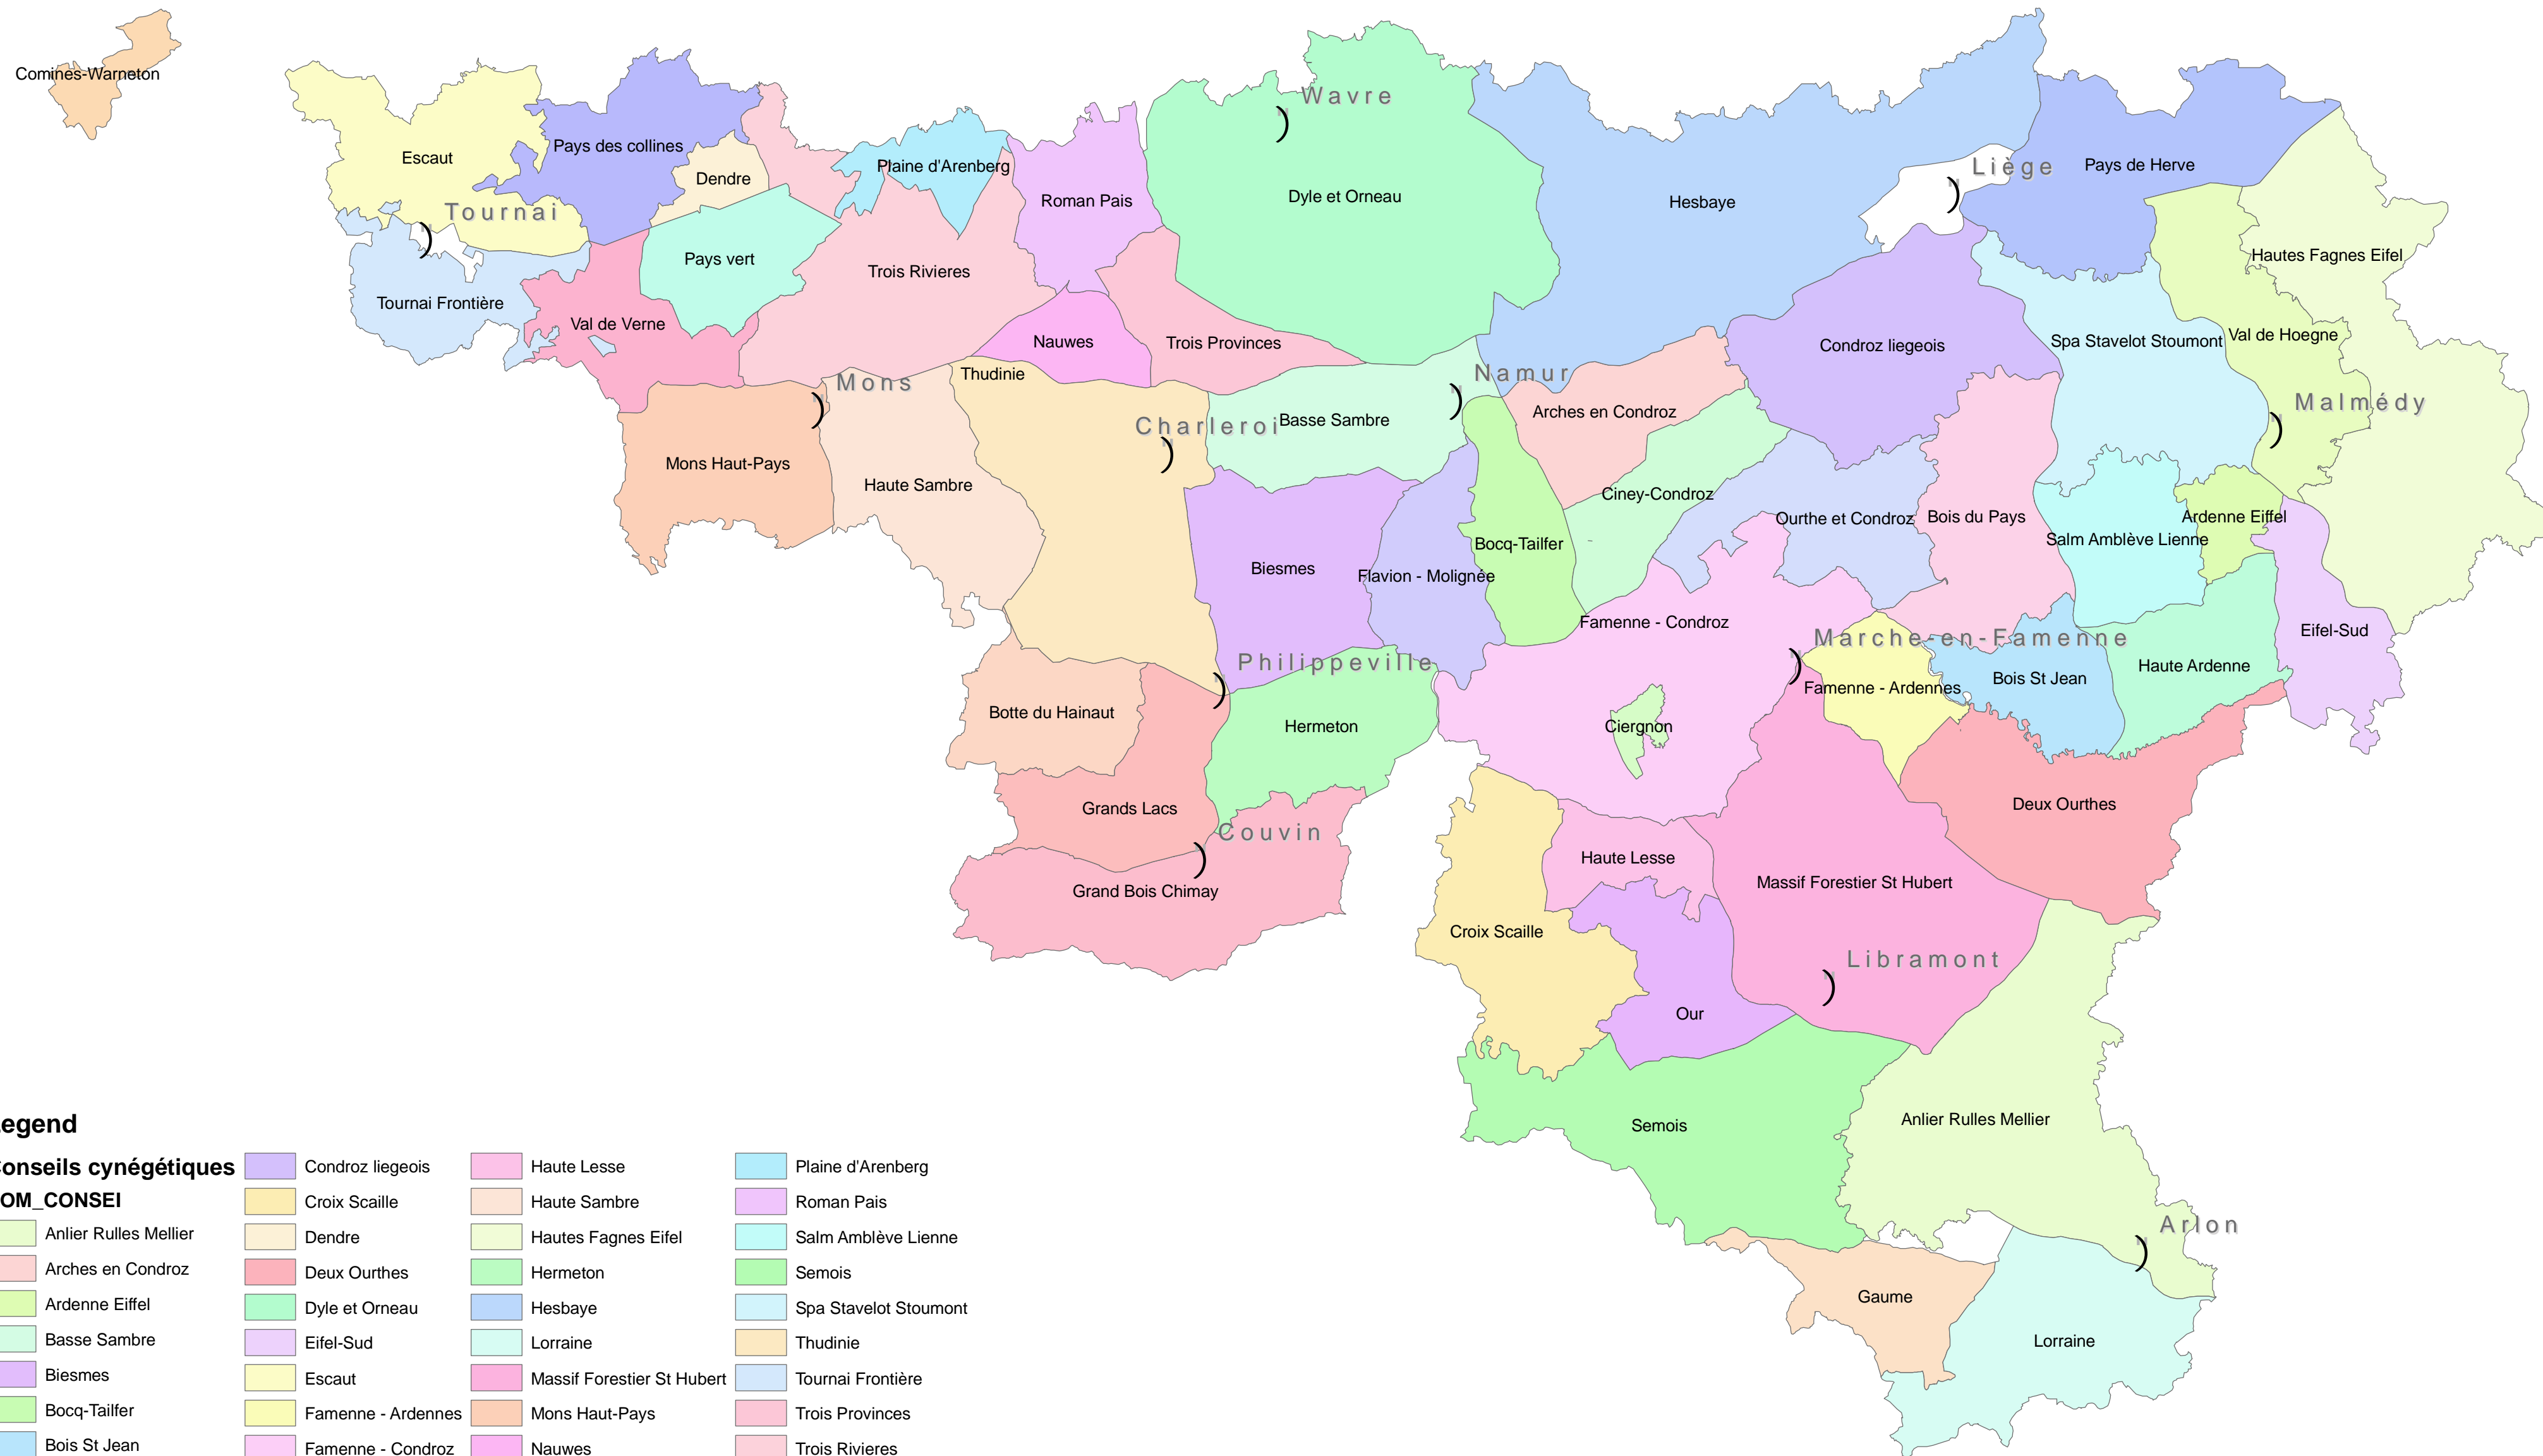 Comines-Warneton
Wavre
Escaut
Pays des collines
Plaine d'Arenberg
Liège
Pays de Herve
Dendre
Roman Pais
Dyle et Orneau
Hesbaye
Tournai
Pays vert
Trois Rivieres
Hautes Fagnes Eifel
Tournai Frontière
Val de Verne
Nauwes
Trois Provinces
Condroz liegeois
Spa Stavelot Stoumont
Val de Hoegne
Thudinie
Mons
Namur
Malmédy
Charleroi
Basse Sambre
Arches en Condroz
Mons Haut-Pays
Haute Sambre
Ciney-Condroz
Ourthe et Condroz
Bois du Pays
Ardenne Eiffel
Salm Amblève Lienne
Bocq-Tailfer
Biesmes
Flavion - Molignée
Famenne - Condroz
Marche-en-Famenne
Eifel-Sud
Philippeville
Haute Ardenne
Bois St Jean
Famenne - Ardennes
Botte du Hainaut
Hermeton
Ciergnon
Grands Lacs
Deux Ourthes
Couvin
Haute Lesse
Grand Bois Chimay
Massif Forestier St Hubert
Croix Scaille
Libramont
Our
Semois
Anlier Rulles Mellier
Arlon
Gaume
Lorraine
egend
onseils cynégétiques
OM_CONSEI
Anlier Rulles Mellier
Arches en Condroz
Ardenne Eiffel
Basse Sambre
Biesmes
Bocq-Tailfer
Bois St Jean
Condroz liegeois
Croix Scaille
Dendre
Deux Ourthes
Dyle et Orneau
Eifel-Sud
Escaut
Famenne - Ardennes
Famenne - Condroz
Haute Lesse
Haute Sambre
Hautes Fagnes Eifel
Hermeton
Hesbaye
Lorraine
Massif Forestier St Hubert
Mons Haut-Pays
Nauwes
Plaine d'Arenberg
Roman Pais
Salm Amblève Lienne
Semois
Spa Stavelot Stoumont
Thudinie
Tournai Frontière
Trois Provinces
Trois Rivieres